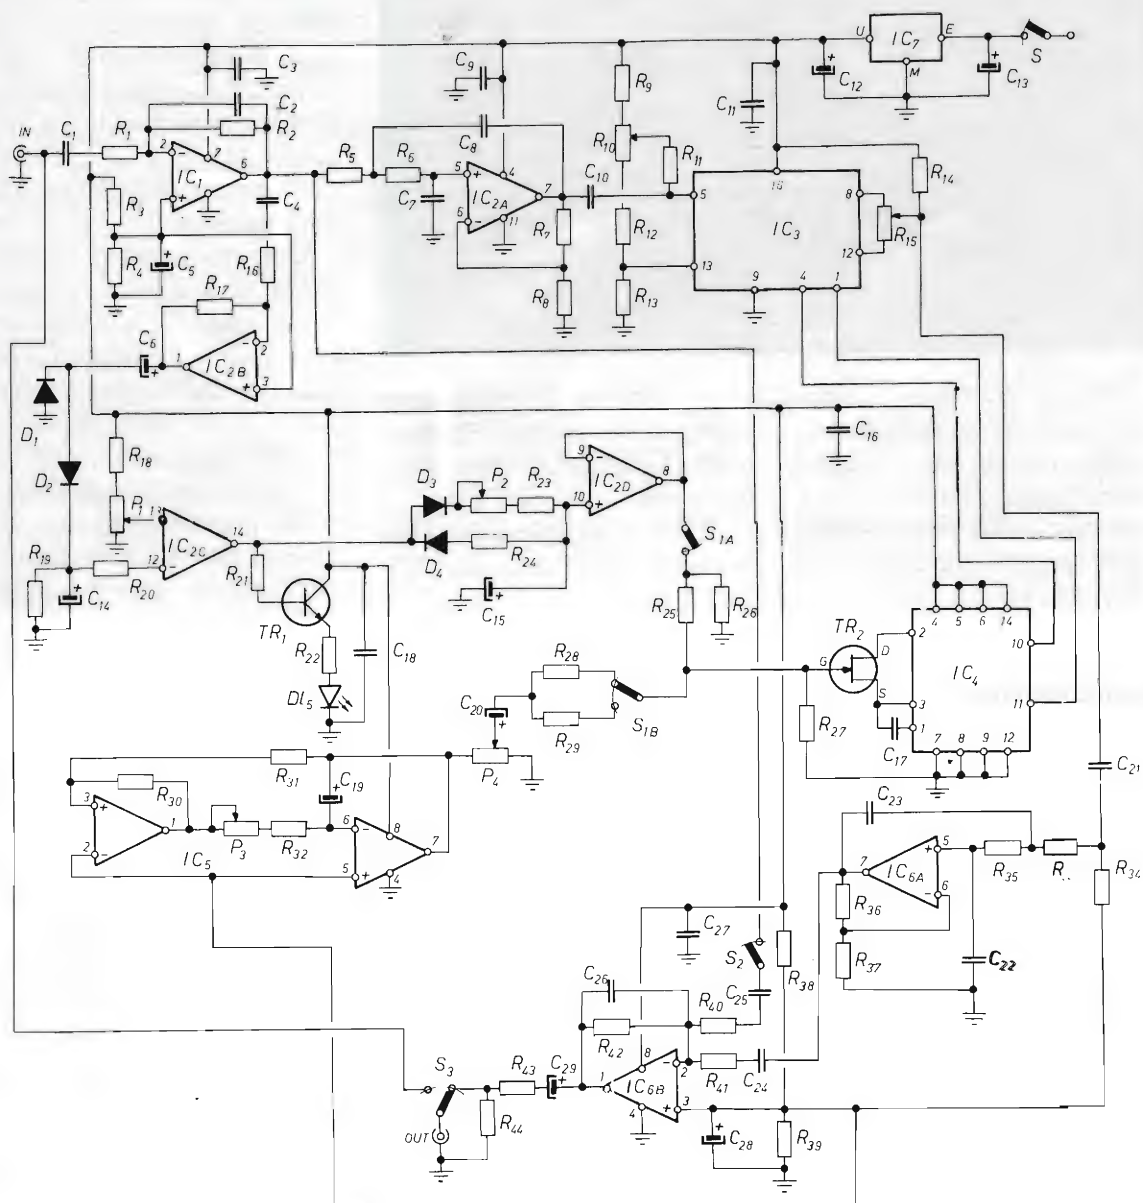 U IC7 E
M
S
C12 +
C13 +
C3
C9
R9
C11
C2
IN
C1 R1
R2
C8
R10
R11
R14
2 - 7 6
IC1
+
R5 R6
5 + 4
C10
5 16 8
IC3
R15
C7
IC2A 7
R3
C4
6 - 11
R7
R12
12
R4
C5 +
R16
R8
R13
13 9 4 1
R17
C6 +
1 IC2B - 2
+ 3
D1
C16
D2
R18
9 - 8
IC2D
10 +
D3 P2 R23
P1
14
IC2C
12 -
S1A
R19
R20
R21
D4 R24
C14 +
C15 +
R25 R26
TR1
TR2
D
G
S
4 5 6 14
2 10
IC4
3 11
1
7 8 9 12
R22
C18
R28
C20 +
S1B
DL5
R29
R27
C17
P4
R31
C19 +
C21
R30
C23
3 + 1
2 -
P3 R32
6 - 8 7
5 + 4
IC5
7 IC6A + 5
- 6
R35 R
R34
R36
R37
C22
C27
S2
R38
C26
C25
R40
R42
S3
R43 C29 +
1 8 - 2
IC6B
4 + 3
R41 C24
R44
OUT
C28 +
R39